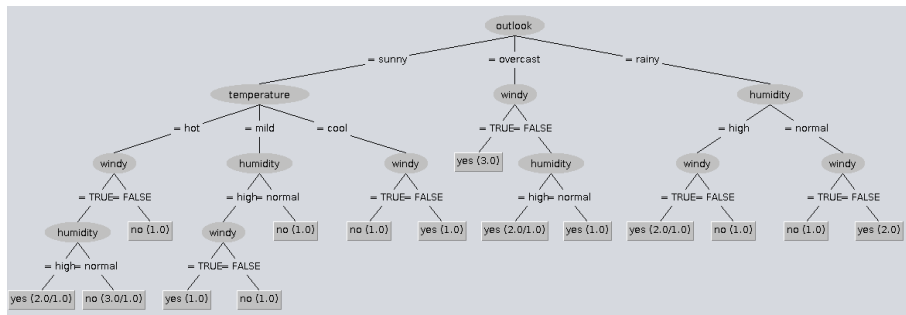 outlook
= sunny = overcast = rainy
temperature windy humidity
= hot = mild = cool = TRUE = FALSE = high = normal
yes (3.0)
windy humidity windy humidity windy windy
= TRUE = FALSE = high = normal = TRUE = FALSE = high = normal = TRUE = FALSE = TRUE = FALSE
humidity no (1.0) windy no (1.0) no (1.0) yes (1.0) yes (2.0/1.0) yes (1.0) yes (2.0/1.0) no (1.0) no (1.0) yes (2.0)
= high = normal = TRUE = FALSE
yes (2.0/1.0) no (3.0/1.0) yes (1.0) no (1.0)